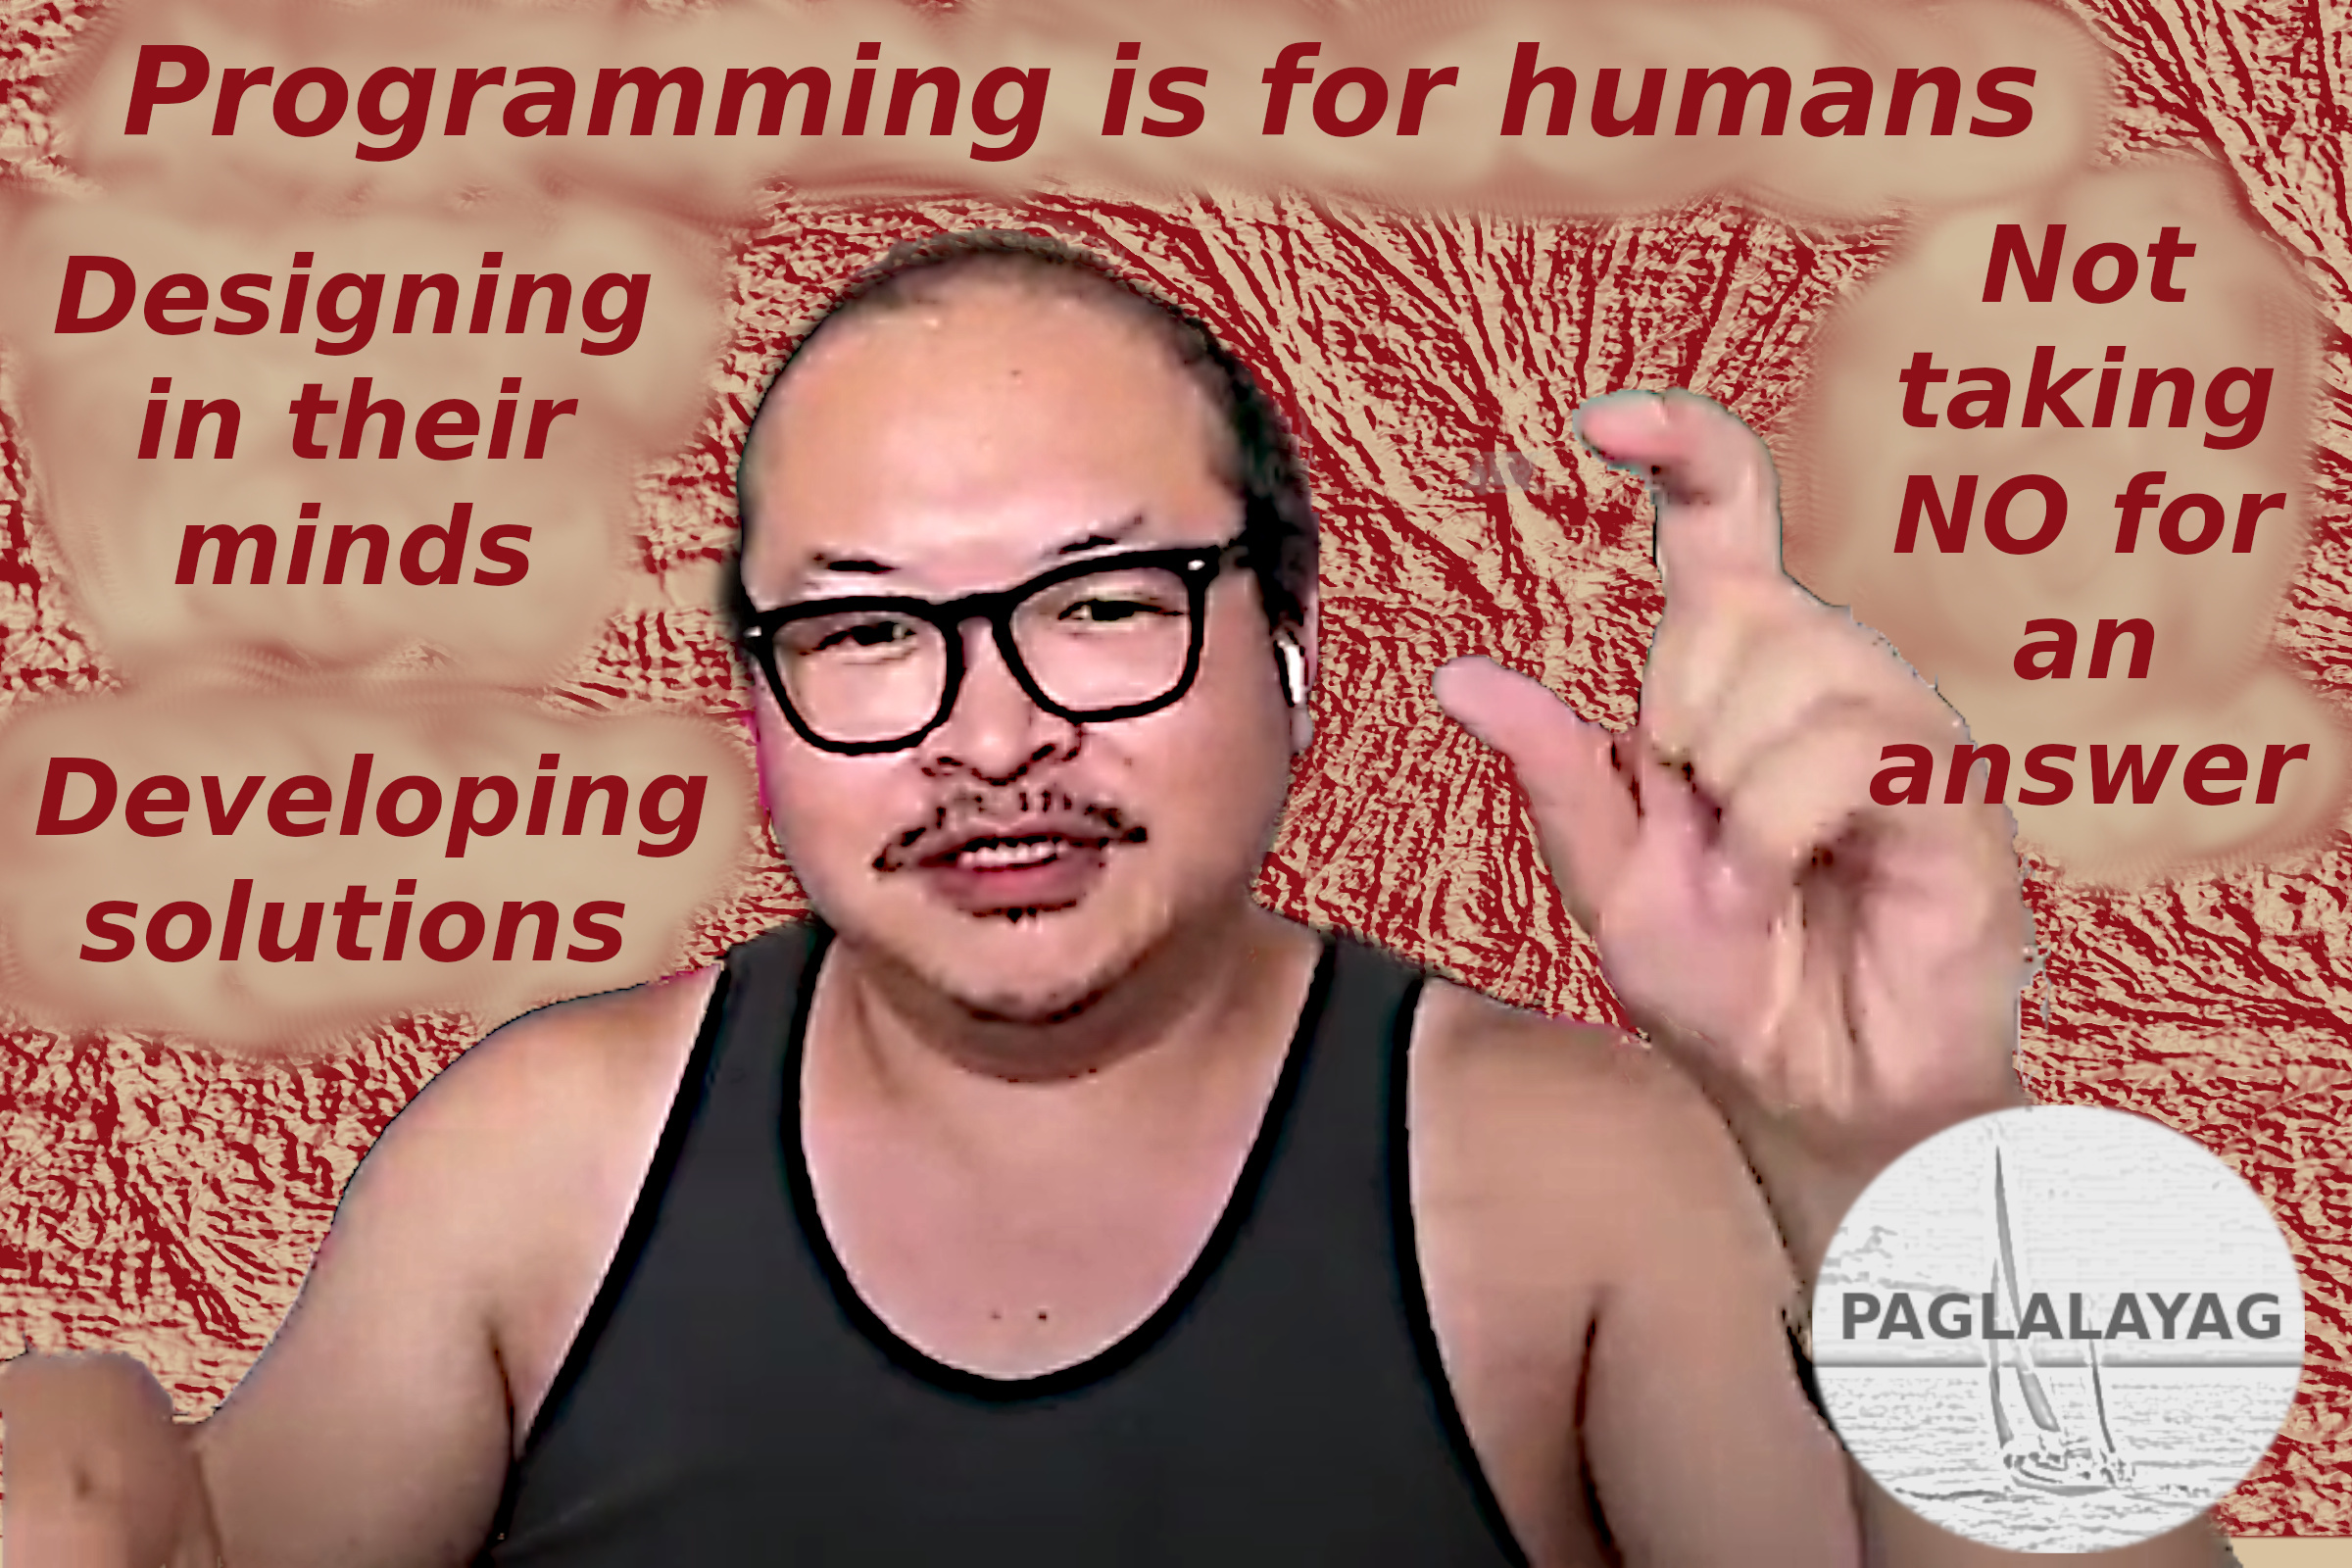 Programming is for humans
Designing
in their
minds
Developing
solutions
Not
taking
NO for
an
answer
PAGLALAYAG